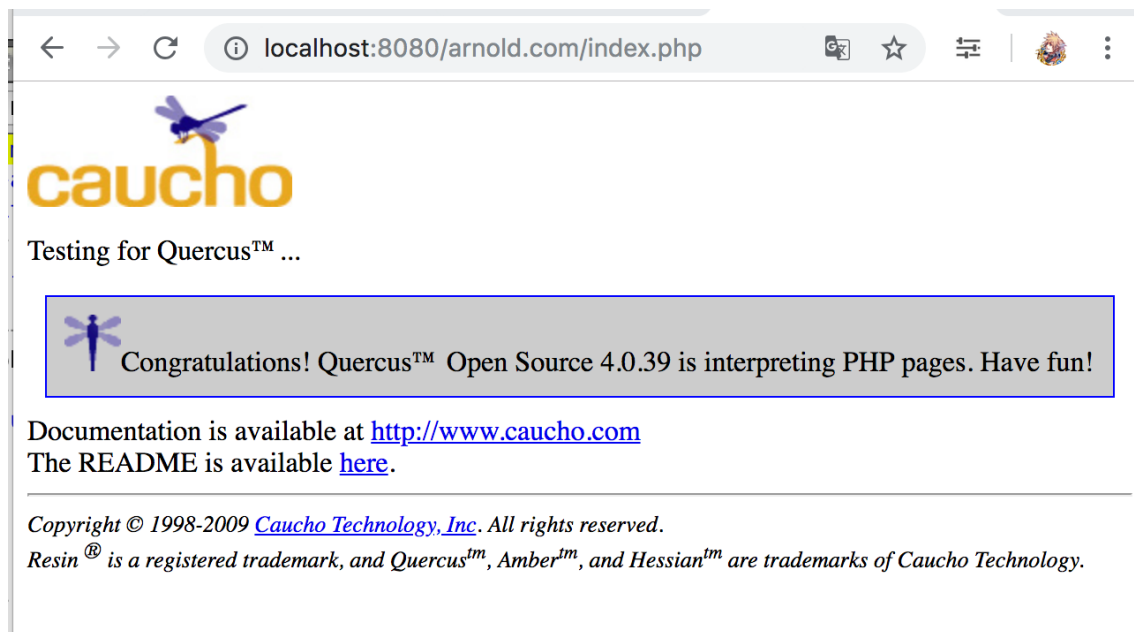 localhost:8080/arnold.com/index.php
caucho
Testing for Quercus™ ...
Congratulations! Quercus™ Open Source 4.0.39 is interpreting PHP pages. Have fun!
Documentation is available at http://www.caucho.com
The README is available here.
Copyright © 1998-2009 Caucho Technology, Inc. All rights reserved.
Resin ® is a registered trademark, and Quercustm, Ambertm, and Hessiantm are trademarks of Caucho Technology.